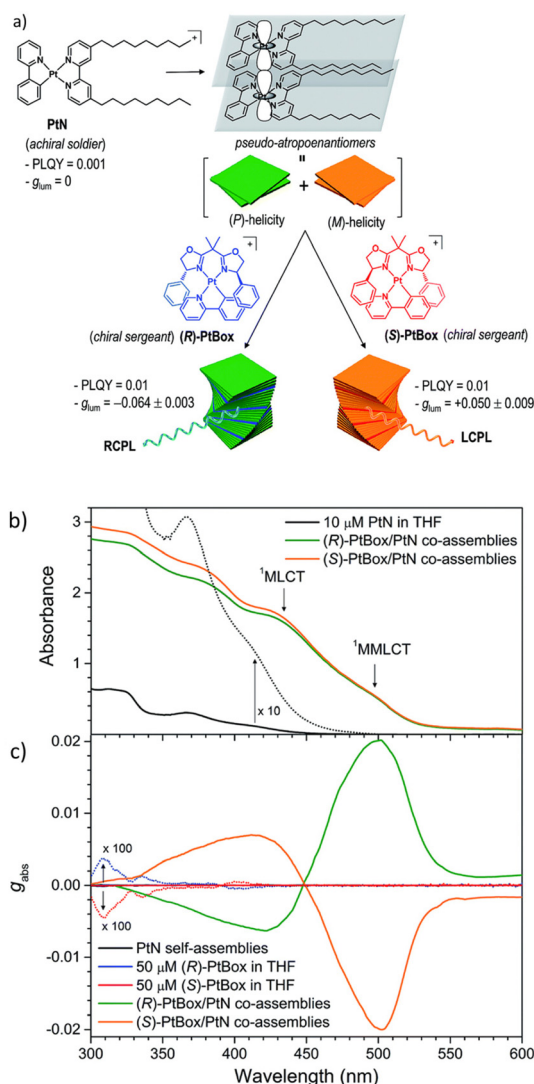 a)
N
N
Pt
+
PtN
(achiral soldier)
- PLQY = 0.001
- glum = 0
pseudo-atropoenantiomers
+
(P)-helicity
(M)-helicity
O
O
N
N
Pt
N
+
(chiral sergeant) (R)-PtBox
O
O
N
N
Pt
N
+
(S)-PtBox (chiral sergeant)
- PLQY = 0.01
- glum = –0.064 ± 0.003
RCPL
- PLQY = 0.01
- glum = +0.050 ± 0.009
LCPL
b)
10 μM PtN in THF
(R)-PtBox/PtN co-assemblies
(S)-PtBox/PtN co-assemblies
¹MLCT
¹MMLCT
x 10
Absorbance
3
2
1
c)
0.02
0.01
0.00
-0.01
-0.02
gabs
x 100
x 100
PtN self-assemblies
50 μM (R)-PtBox in THF
50 μM (S)-PtBox in THF
(R)-PtBox/PtN co-assemblies
(S)-PtBox/PtN co-assemblies
300 350 400 450 500 550 600
Wavelength (nm)